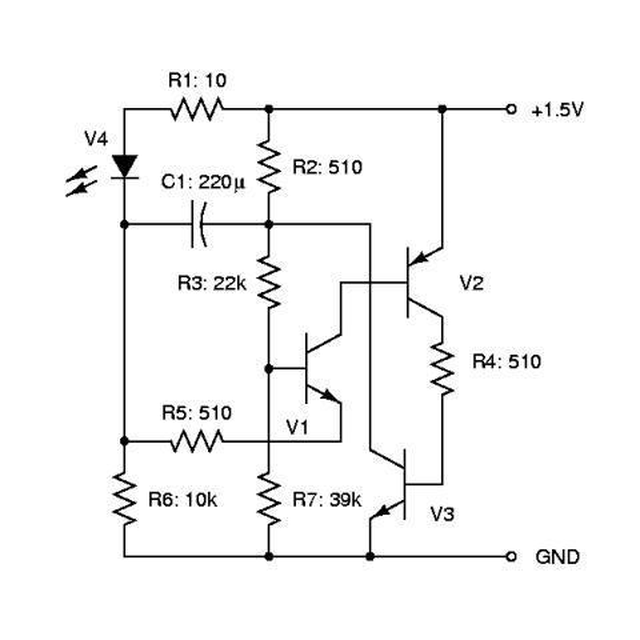 R1: 10
+1.5V
V4
R2: 510
C1: 220µ
R3: 22k
V2
R4: 510
R5: 510
V1
R6: 10k
R7: 39k
V3
GND